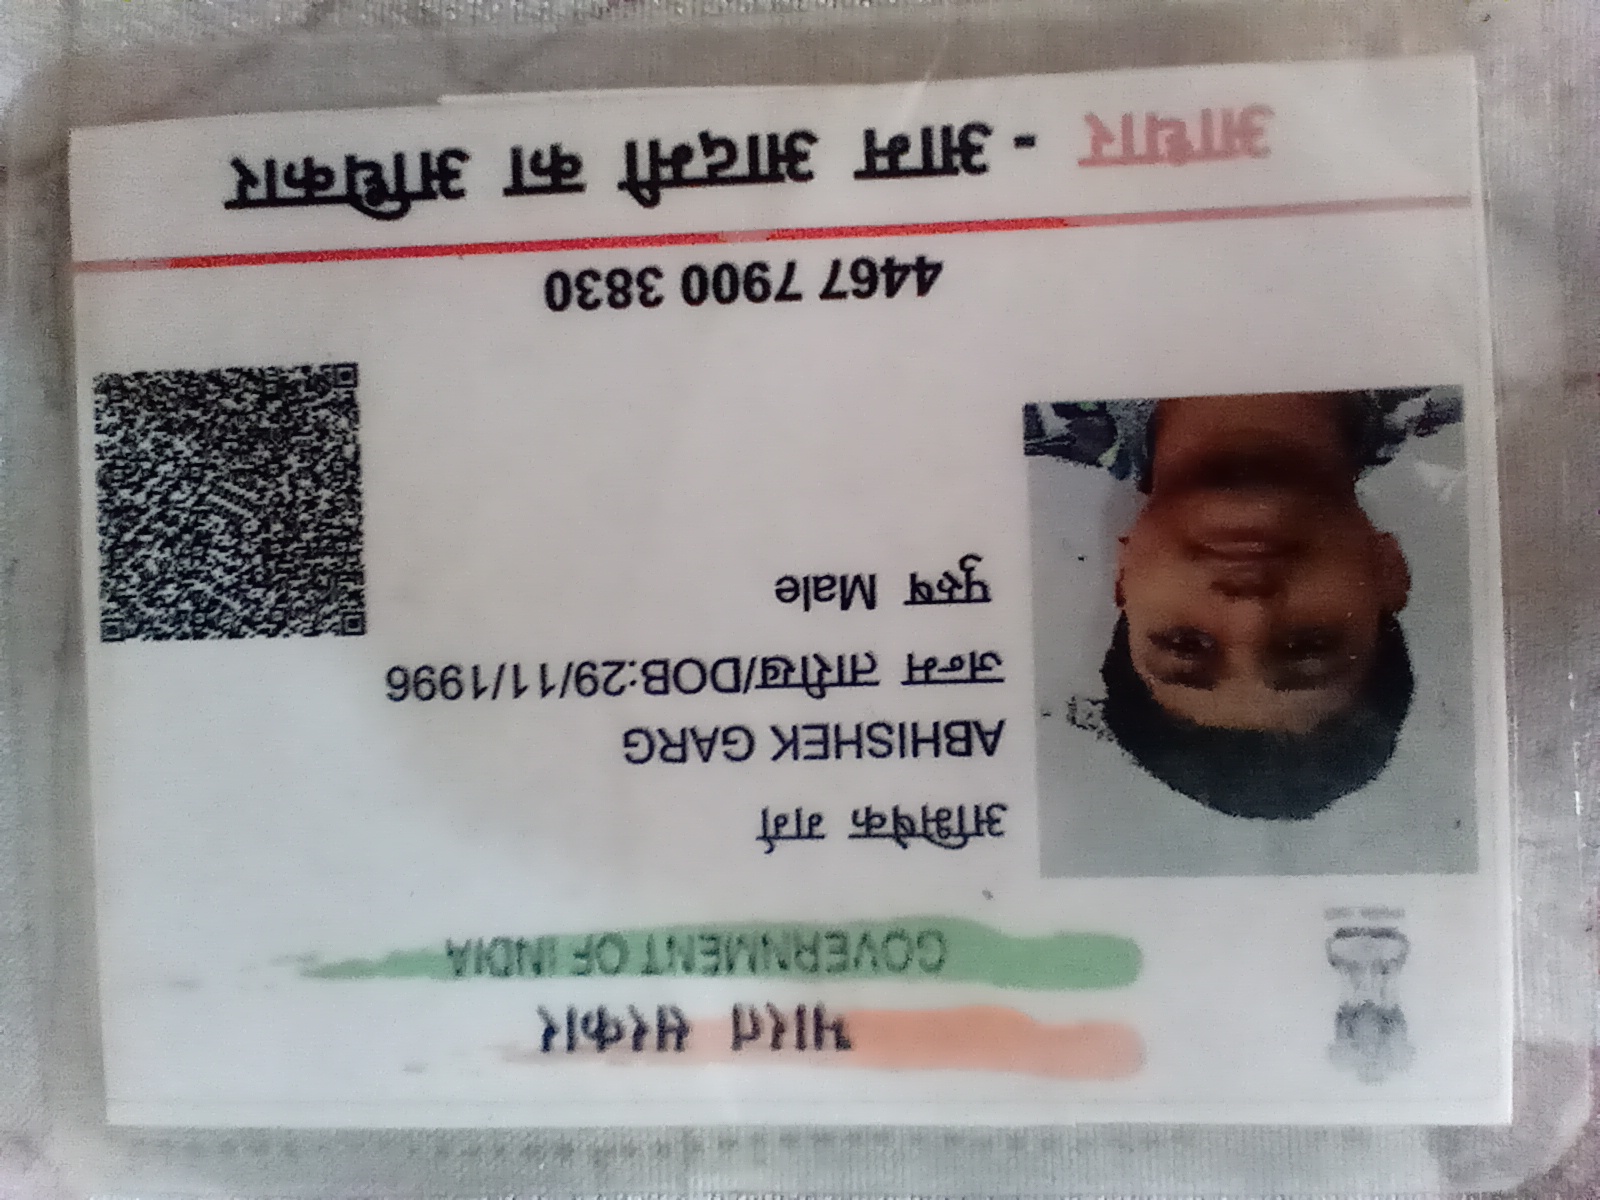 भारत सरकार
GOVERNMENT OF INDIA
अभिषेक गर्ग
ABHISHEK GARG
जन्म तारीख/DOB:29/11/1996
पुरुष Male
4467 7900 3830
आधार - आम आदमी का अधिकार